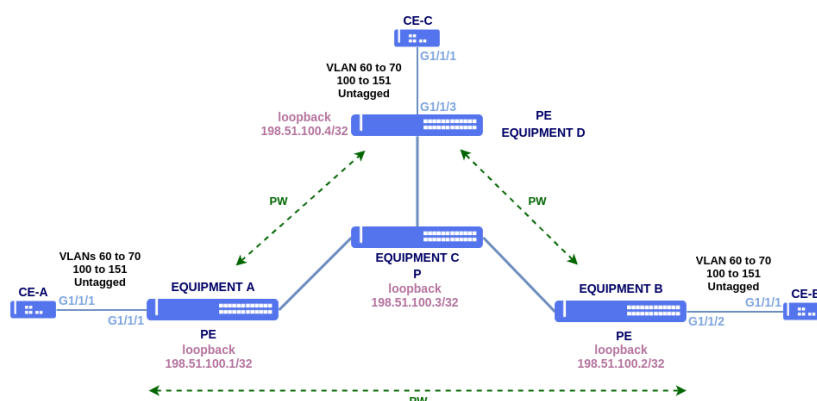 CE-C
G1/1/1
VLAN 60 to 70
100 to 151
Untagged
G1/1/3
loopback
198.51.100.4/32
PE
EQUIPMENT D
PW
PW
VLANs 60 to 70
100 to 151
Untagged
CE-A
G1/1/1
G1/1/1
EQUIPMENT A
PE
loopback
198.51.100.1/32
EQUIPMENT C
P
loopback
198.51.100.3/32
VLAN 60 to 70
100 to 151
Untagged
EQUIPMENT B
G1/1/1
CE-
G1/1/2
PE
loopback
198.51.100.2/32
PW